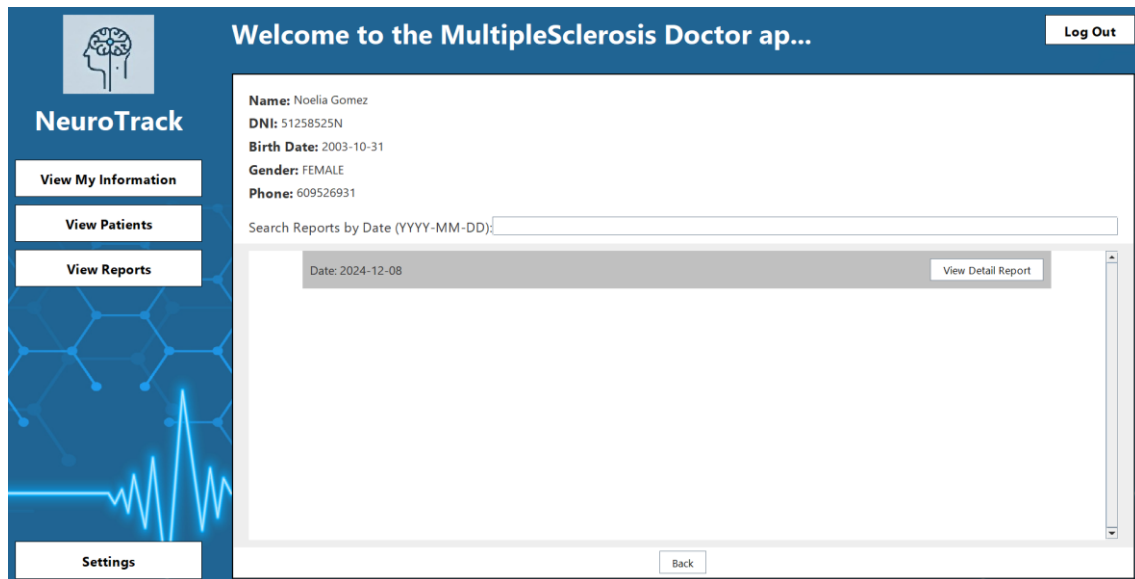 Welcome to the MultipleSclerosis Doctor ap...
Log Out
NeuroTrack
View My Information
View Patients
View Reports
Settings
Name: Noelia Gomez
DNI: 51258525N
Birth Date: 2003-10-31
Gender: FEMALE
Phone: 609526931
Search Reports by Date (YYYY-MM-DD):
Date: 2024-12-08
View Detail Report
Back